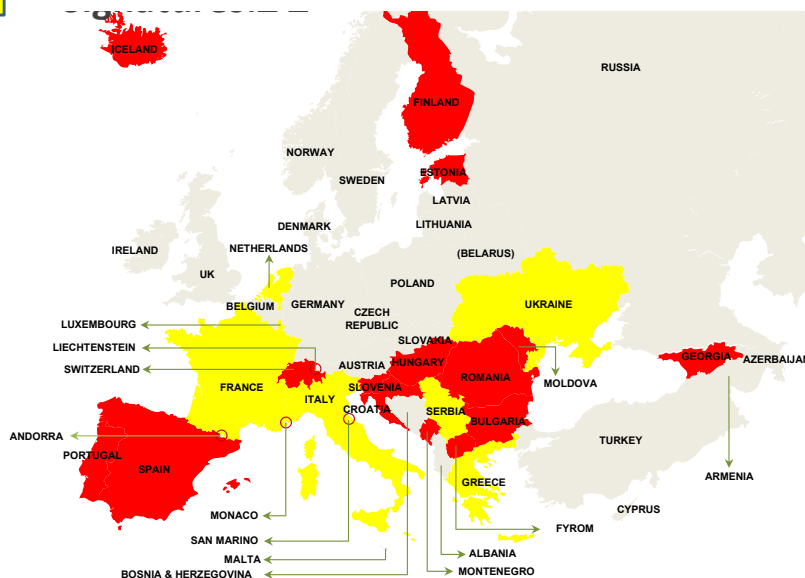 ICELAND
RUSSIA
FINLAND
NORWAY
ESTONIA
SWEDEN
LATVIA
LITHUANIA
DENMARK
IRELAND
NETHERLANDS
(BELARUS)
UK
POLAND
BELGIUM
GERMANY
UKRAINE
CZECH
REPUBLIC
LUXEMBOURG
SLOVAKIA
LIECHTENSTEIN
HUNGARY
GEORGIA
AZERBAIJAN
SWITZERLAND
AUSTRIA
ROMANIA
MOLDOVA
FRANCE
SLOVENIA
ITALY
CROATIA
SERBIA
BULGARIA
ANDORRA
TURKEY
PORTUGAL
SPAIN
ARMENIA
GREECE
CYPRUS
MONACO
FYROM
SAN MARINO
ALBANIA
MALTA
BOSNIA & HERZEGOVINA
MONTENEGRO